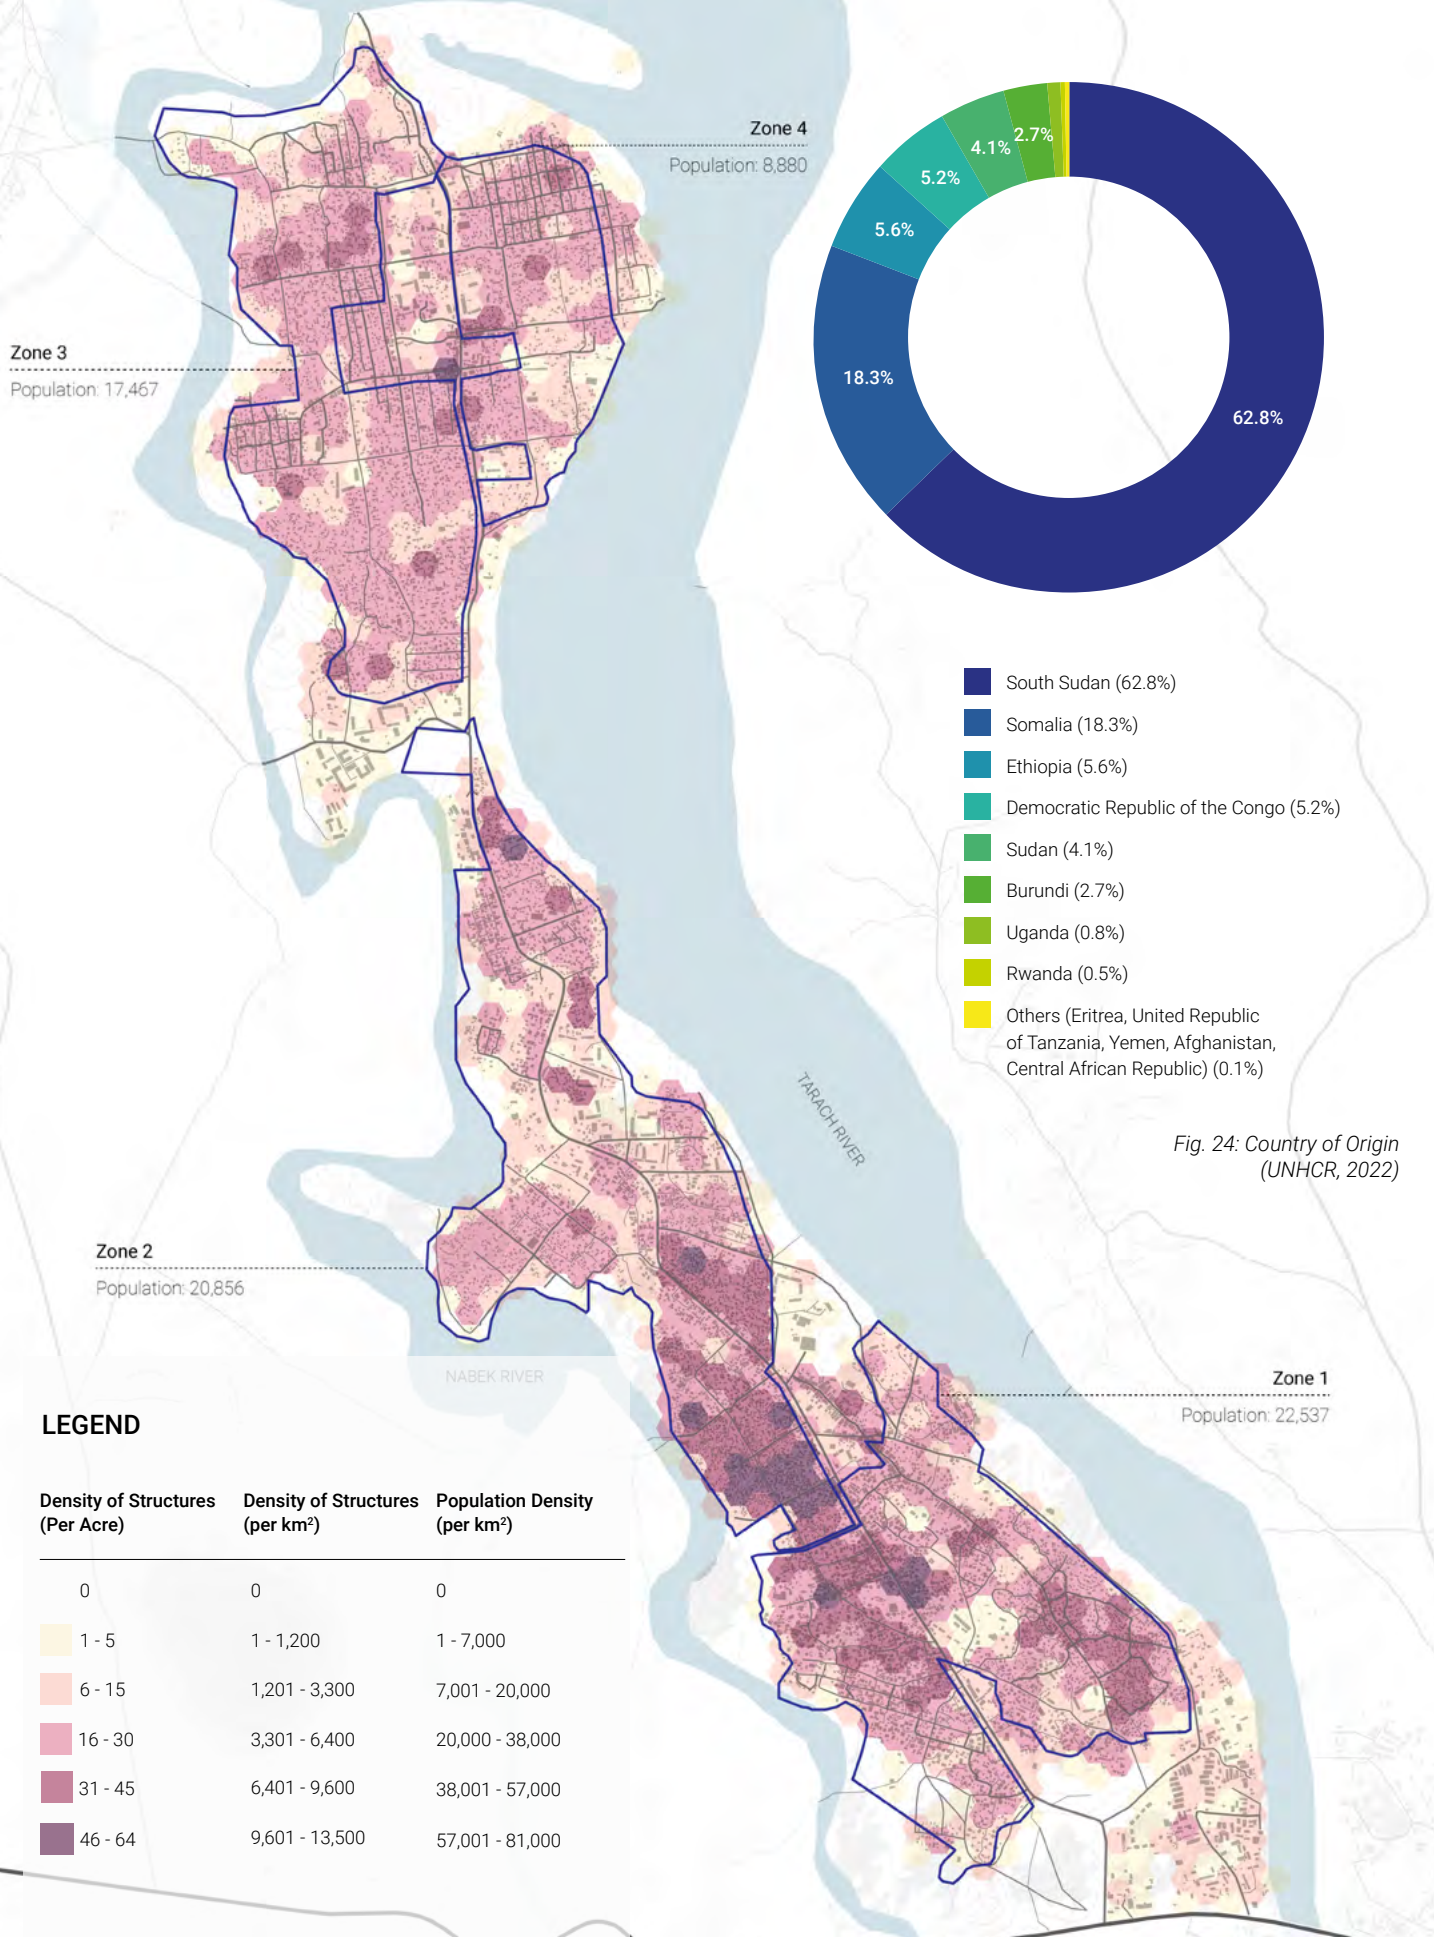 Zone 4
Population: 8,880
2.7%
4.1%
5.2%
5.6%
18.3%
62.8%
Zone 3
Population: 17,467
South Sudan (62.8%)
Somalia (18.3%)
Ethiopia (5.6%)
Democratic Republic of the Congo (5.2%)
Sudan (4.1%)
Burundi (2.7%)
Uganda (0.8%)
Rwanda (0.5%)
Others (Eritrea, United Republic
of Tanzania, Yemen, Afghanistan,
Central African Republic) (0.1%)
TARACH RIVER
Fig. 24: Country of Origin
(UNHCR, 2022)
Zone 2
Population: 20,856
NABEK RIVER
Zone 1
Population: 22,537
LEGEND
Density of Structures (Per Acre)
Density of Structures (per km²)
Population Density (per km²)
0 0 0
1 - 5 1 - 1,200 1 - 7,000
6 - 15 1,201 - 3,300 7,001 - 20,000
16 - 30 3,301 - 6,400 20,000 - 38,000
31 - 45 6,401 - 9,600 38,001 - 57,000
46 - 64 9,601 - 13,500 57,001 - 81,000